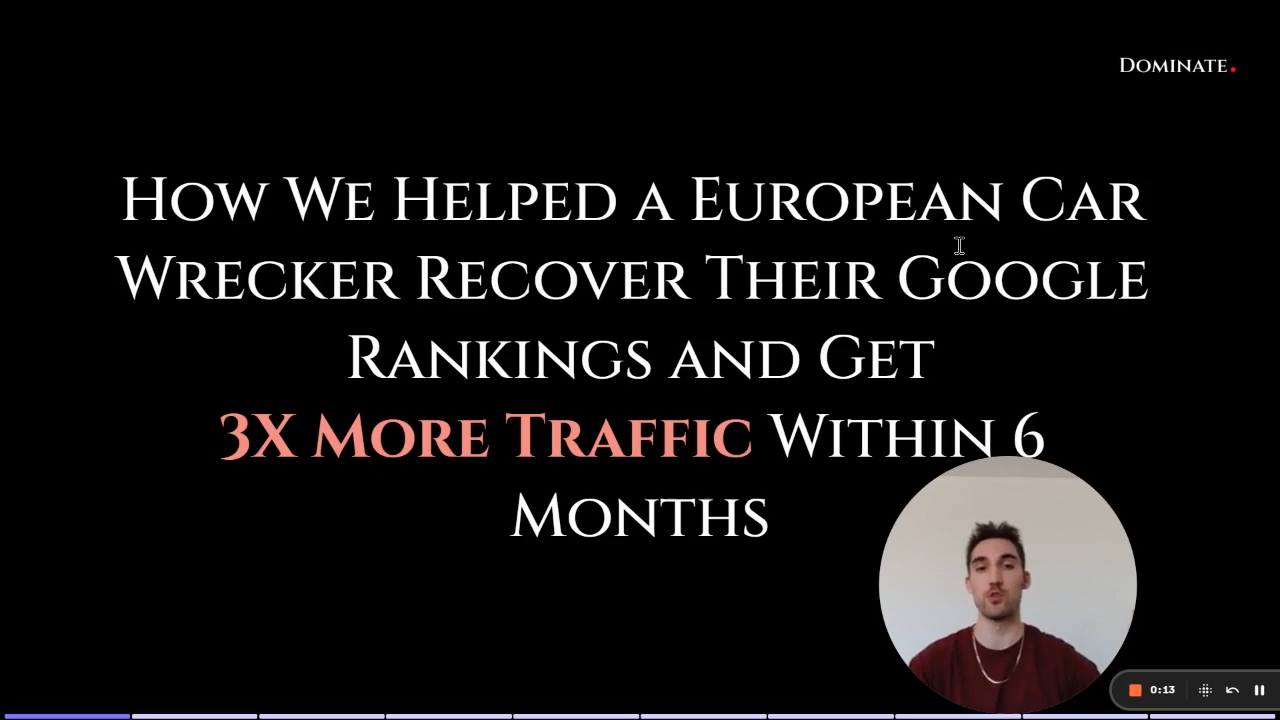 Dominate.
How We Helped a European Car
Wrecker Recover Their Google
Rankings and Get
3X More Traffic Within 6
Months
0:13